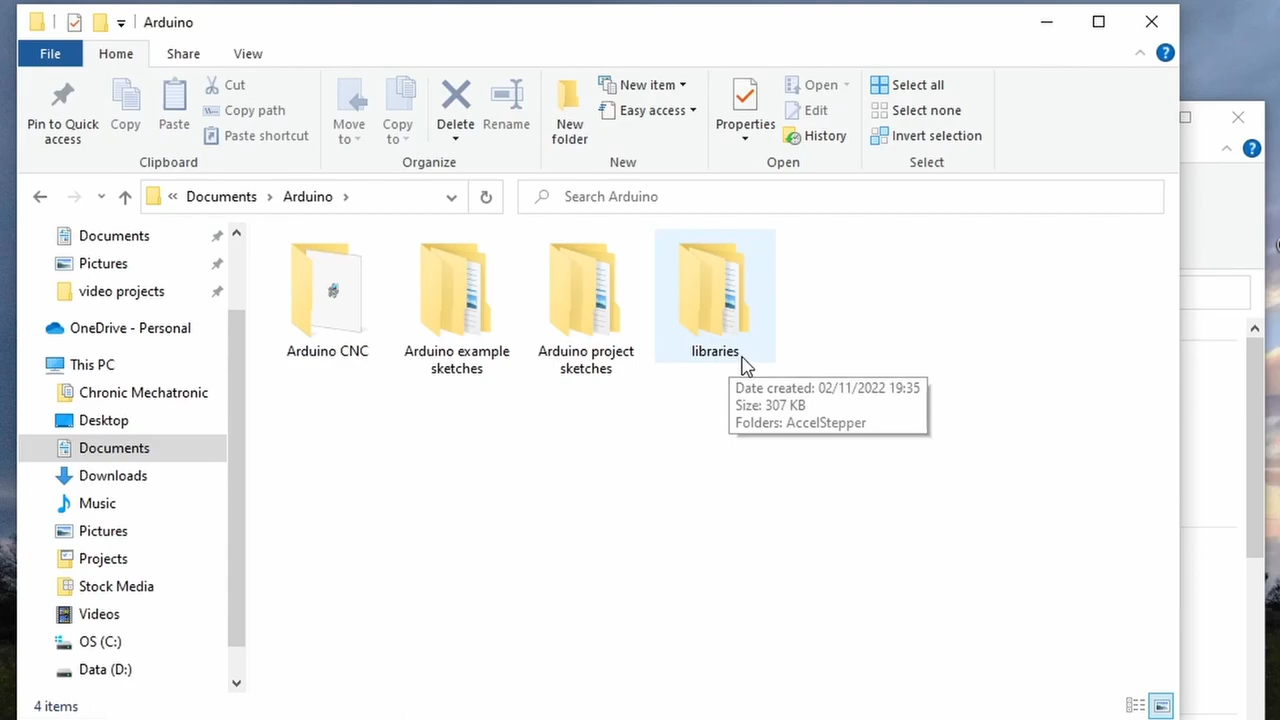 Arduino
File
Home
Share
View
Pin to Quick
access
Copy
Paste
Cut
Copy path
Paste shortcut
Clipboard
Move
to
Copy
to
Delete
Rename
Organize
New
folder
New item
Easy access
New
Properties
Open
Edit
History
Open
Select all
Select none
Invert selection
Select
« Documents › Arduino ›
Search Arduino
Documents
Pictures
video projects
OneDrive - Personal
This PC
Chronic Mechatronic
Desktop
Documents
Downloads
Music
Pictures
Projects
Stock Media
Videos
OS (C:)
Data (D:)
Arduino CNC
Arduino example
sketches
Arduino project
sketches
libraries
Date created: 02/11/2022 19:35
Size: 307 KB
Folders: AccelStepper
4 items